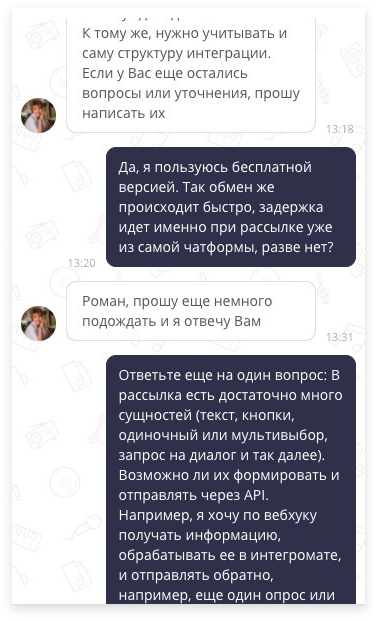 К тому же, нужно учитывать и
саму структуру интеграции.
Если у Вас еще остались
вопросы или уточнения, прошу
написать их
13:18
Да, я пользуюсь бесплатной
версией. Так обмен же
происходит быстро, задержка
идет именно при рассылке уже
из самой чатформы, разве нет?
13:20
Роман, прошу еще немного
подождать и я отвечу Вам
13:31
Ответьте еще на один вопрос: В
рассылка есть достаточно много
сущностей (текст, кнопки,
одиночный или мультивыбор,
запрос на диалог и так далее).
Возможно ли их формировать и
отправлять через API.
Например, я хочу по вебхуку
получать информацию,
обрабатывать ее в интегромате,
и отправлять обратно,
например, еще один опрос или